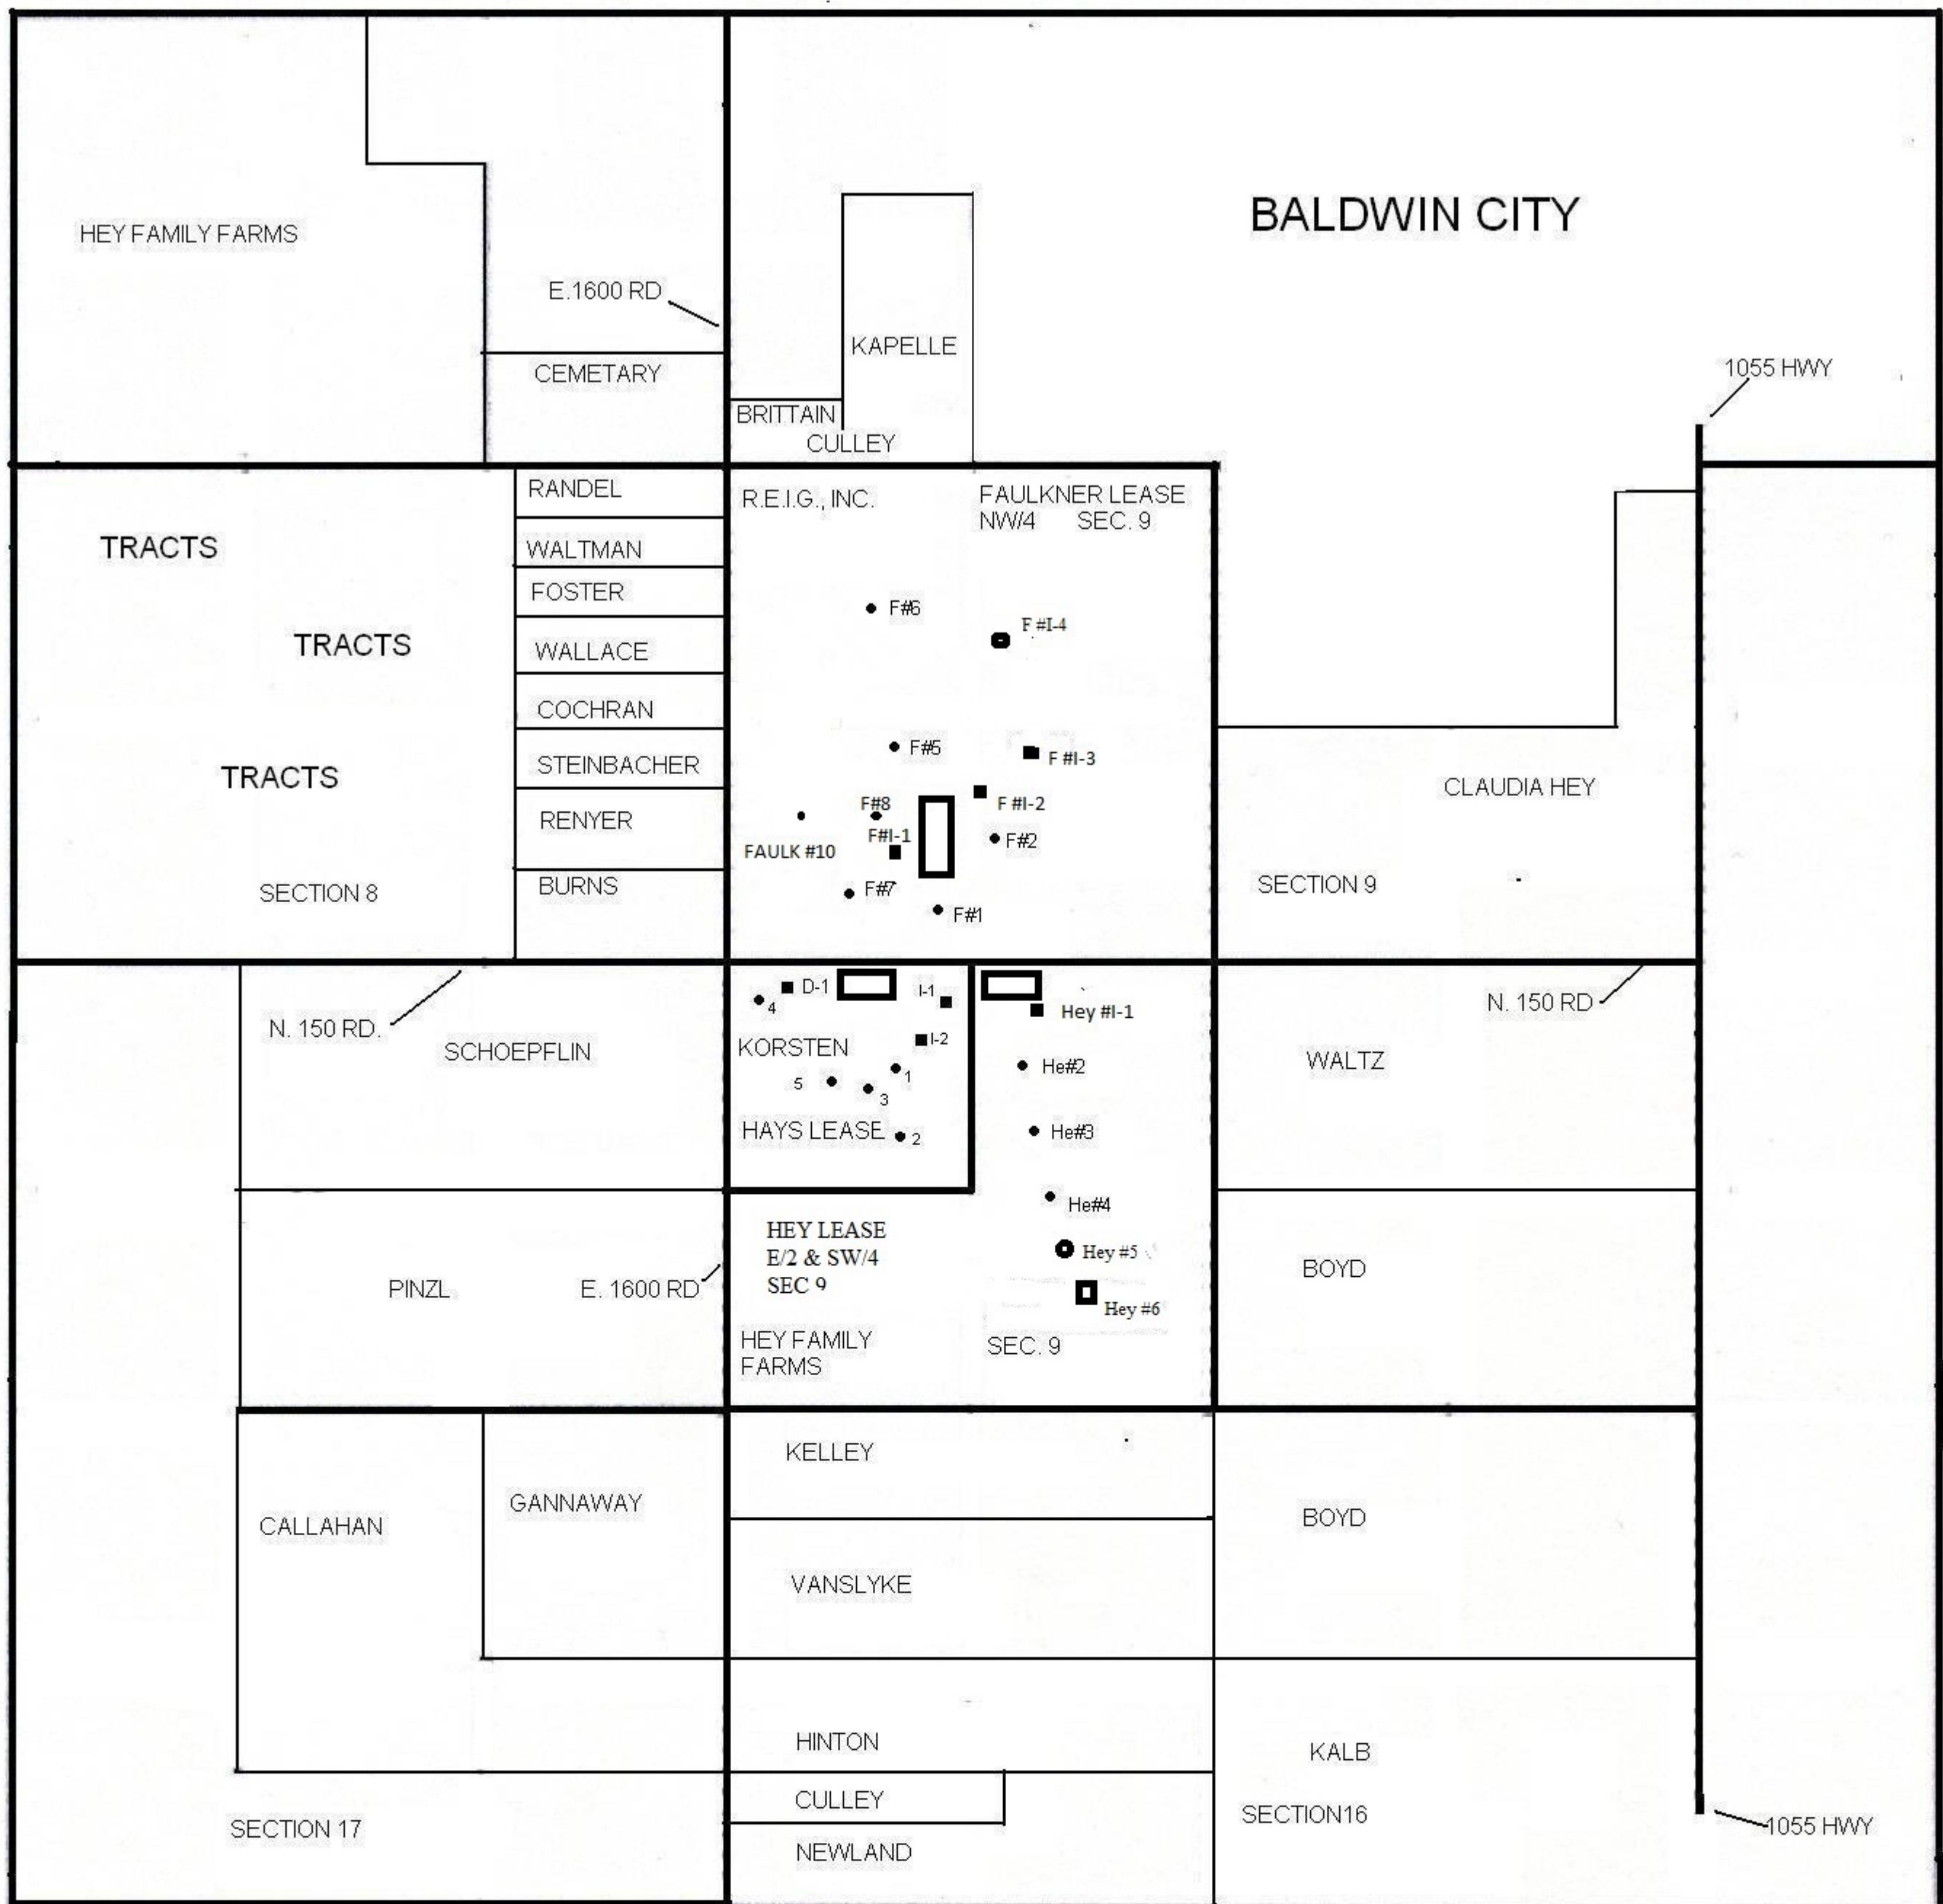 BALDWIN CITY
HEY FAMILY FARMS
E.1600 RD
KAPELLE
CEMETARY
1055 HWY
BRITTAIN
CULLEY
RANDEL
R.E.I.G., INC.
FAULKNER LEASE
NW/4 SEC. 9
TRACTS
WALTMAN
FOSTER
F#6
F #I-4
TRACTS
WALLACE
COCHRAN
F#5
F #I-3
STEINBACHER
TRACTS
CLAUDIA HEY
F#8
F #I-2
RENYER
F#I-1
F#2
FAULK #10
BURNS
SECTION 8
F#7
SECTION 9
F#1
D-1
I-1
4
Hey #I-1
N. 150 RD
N. 150 RD.
I-2
SCHOEPFLIN
KORSTEN
WALTZ
He#2
1
5
3
HAYS LEASE
2
He#3
He#4
HEY LEASE
E/2 & SW/4
SEC 9
Hey #5
BOYD
PINZL
E. 1600 RD
Hey #6
HEY FAMILY
FARMS
SEC. 9
KELLEY
GANNAWAY
BOYD
CALLAHAN
VANSLYKE
HINTON
KALB
CULLEY
SECTION16
SECTION 17
1055 HWY
NEWLAND